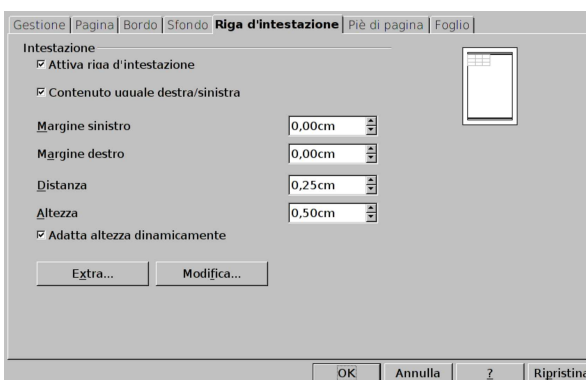 Gestione Pagina Bordo Sfondo Riga d'intestazione Piè di pagina Foglio
Intestazione
Attiva riga d'intestazione
Contenuto uguale destra/sinistra
Margine sinistro 0,00cm
Margine destro 0,00cm
Distanza 0,25cm
Altezza 0,50cm
Adatta altezza dinamicamente
Extra... Modifica...
OK Annulla ? Ripristina